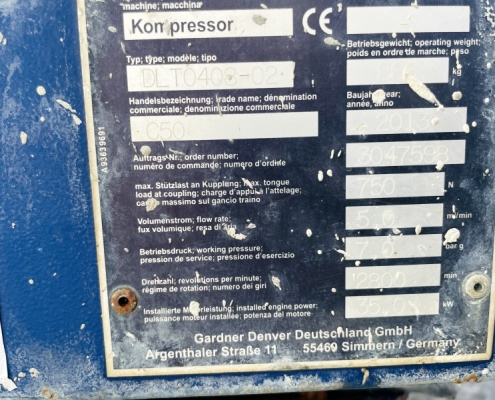 machine; macchina
Kompressor
CE
Betriebsgewicht; operating weight;
poids en ordre de marche; peso
kg
Typ; type; modèle; tipo
DLT0408-02
Handelsbezeichnung; trade name; dénomination
commerciale; denominazione commerciale
C50
Baujahr; year;
année, anno
Auftrags-Nr.; order number;
numéro de commande; numero d'ordine
max. Stützlast an Kupplung; max. tongue
load at coupling; charge d'appui à l'attelage;
carico massimo sul gancio traino
750 N
Volumenstrom; flow rate;
flux volumique; resa di aria
m³/min
Betriebsdruck; working pressure;
pression de service; pressione d'esercizio
bar g
Drehzahl; revolutions per minute;
régime de rotation; numero dei giri
min
Installierte Motorleistung; installed engine power;
puissance moteur installée; potenza del motore
kW
Gardner Denver Deutschland GmbH
Argenthaler Straße 11 55469 Simmern / Germany
A93639691